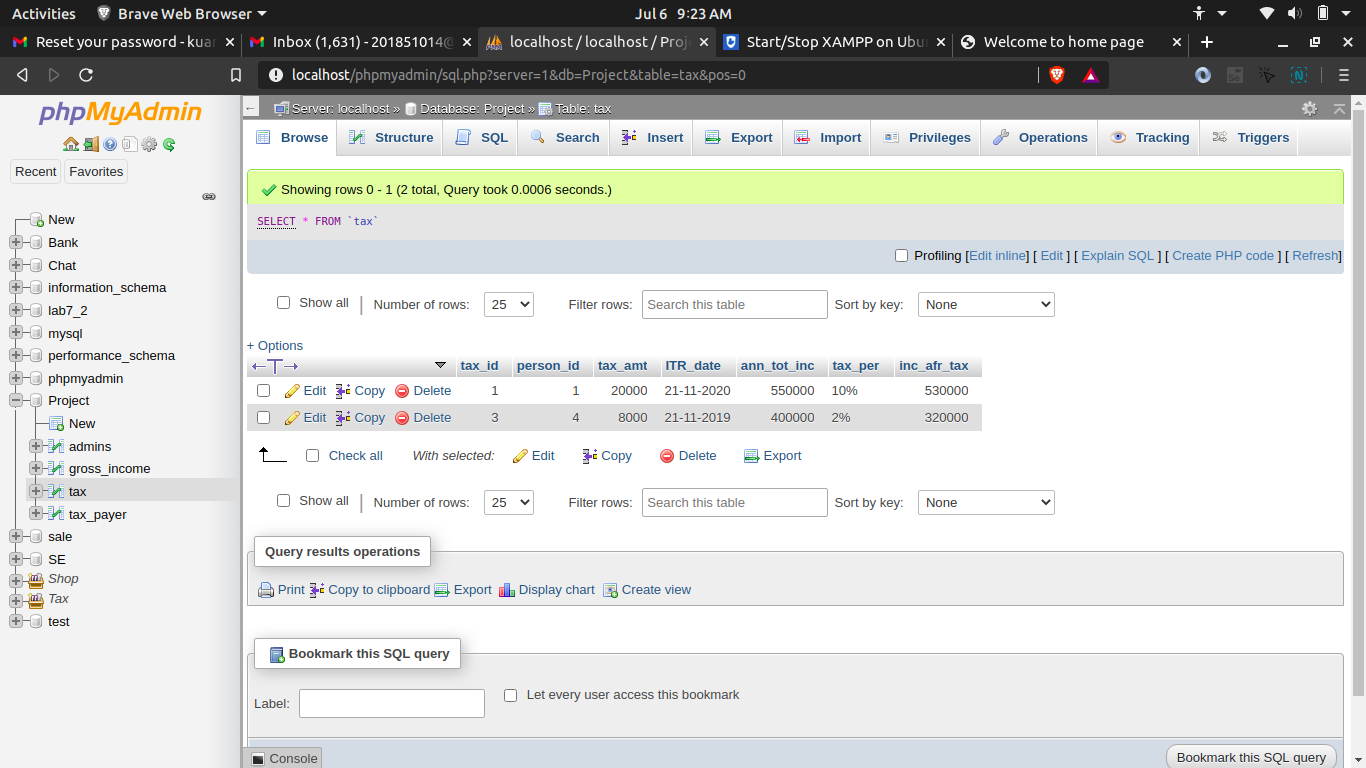 Activities Brave Web Browser Jul 6 9:23 AM
Reset your password - kuar Inbox (1,631) - 201851014@ localhost / localhost / Proj Start/Stop XAMPP on Ubu Welcome to home page
localhost/phpmyadmin/sql.php?server=1&db=Project&table=tax&pos=0
phpMyAdmin
Recent Favorites
New
Bank
Chat
information_schema
lab7_2
mysql
performance_schema
phpmyadmin
Project
New
admins
gross_income
tax
tax_payer
sale
SE
Shop
Tax
test
Server: localhost » Database: Project » Table: tax
Browse Structure SQL Search Insert Export Import Privileges Operations Tracking Triggers
Showing rows 0 - 1 (2 total, Query took 0.0006 seconds.)
SELECT * FROM `tax`
Profiling [Edit inline] [ Edit ] [ Explain SQL ] [ Create PHP code ] [ Refresh]
Show all | Number of rows: 25 Filter rows: Search this table Sort by key: None
+ Options
tax_id person_id tax_amt ITR_date ann_tot_inc tax_per inc_afr_tax
Edit Copy Delete 1 1 20000 21-11-2020 550000 10% 530000
Edit Copy Delete 3 4 8000 21-11-2019 400000 2% 320000
Check all With selected: Edit Copy Delete Export
Show all | Number of rows: 25 Filter rows: Search this table Sort by key: None
Query results operations
Print Copy to clipboard Export Display chart Create view
Bookmark this SQL query
Label: Let every user access this bookmark
Console Bookmark this SQL query